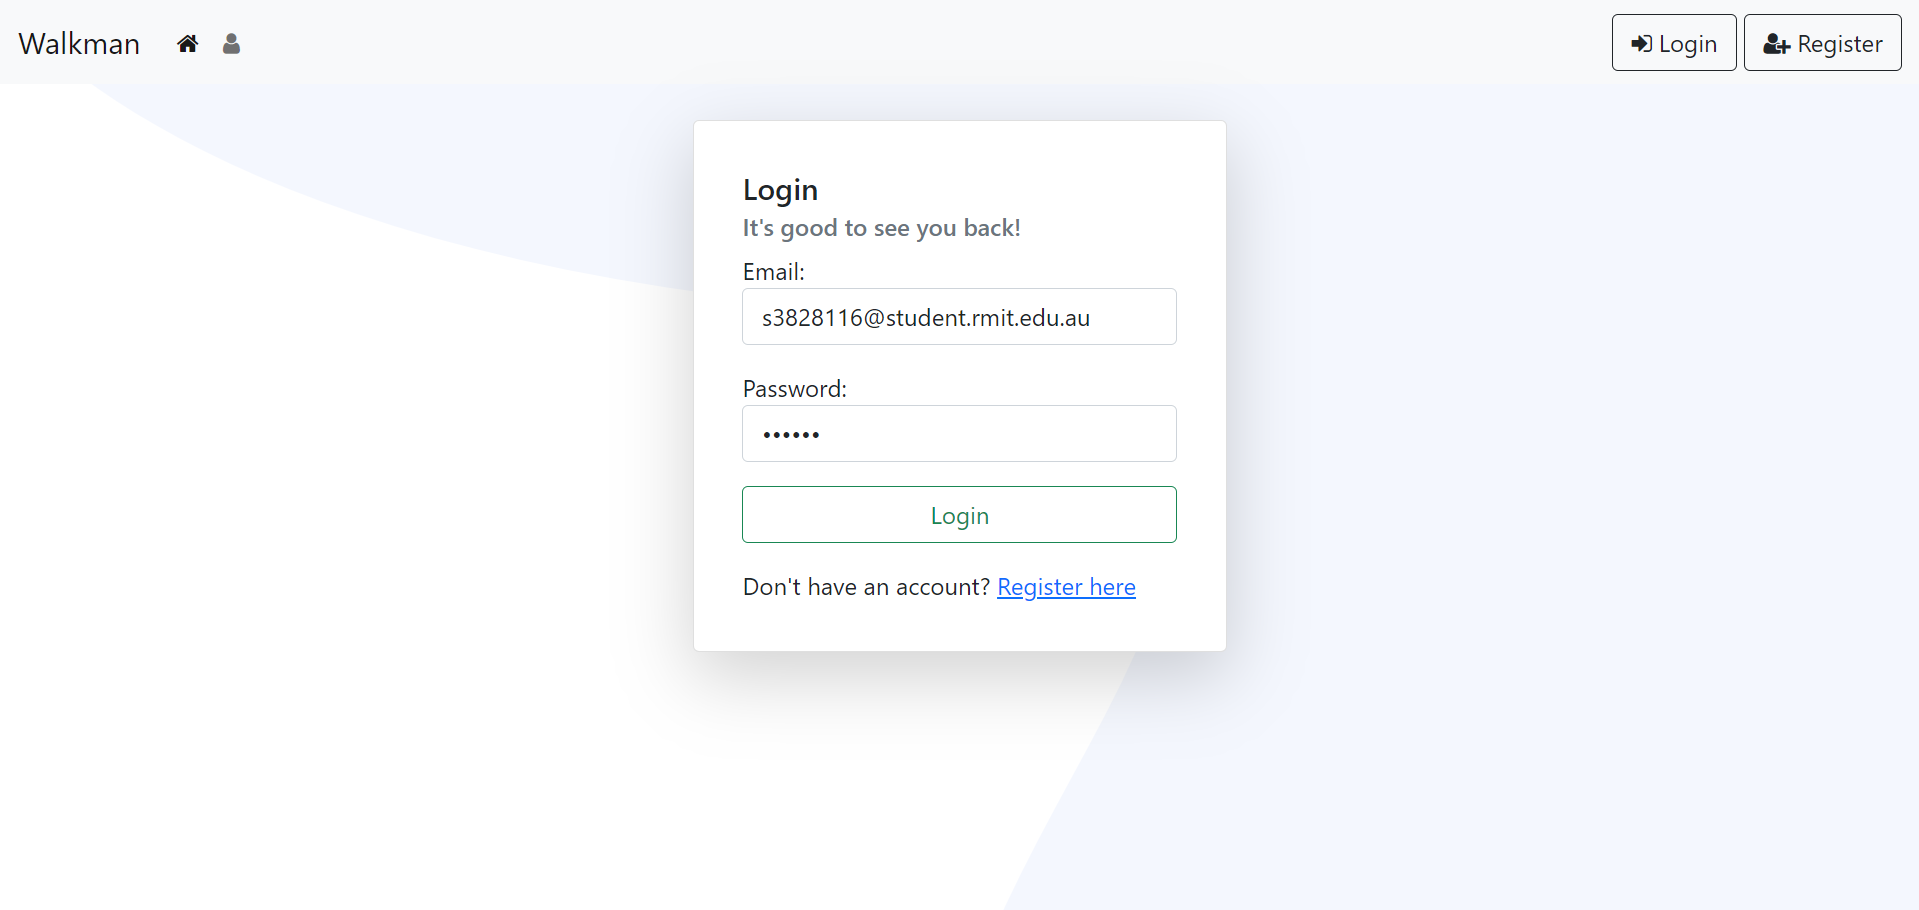 Walkman
Login
Register
Login
It's good to see you back!
Email:
s3828116@student.rmit.edu.au
Password:
••••••
Login
Don't have an account? Register here